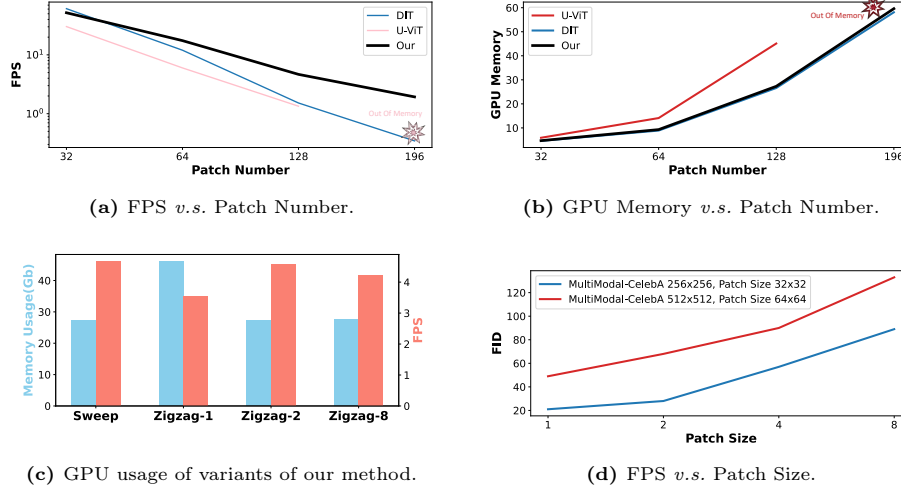 FPS
10¹
10⁰
DIT
U-ViT
Our
Out Of Memory
32 64 128 196
Patch Number
(a) FPS v.s. Patch Number.
GPU Memory
60
50
40
30
20
10
U-ViT
DIT
Our
Out Of Memory
32 64 128 196
Patch Number
(b) GPU Memory v.s. Patch Number.
Memory Usage(Gb)
40
30
20
10
0
Sweep Zigzag-1 Zigzag-2 Zigzag-8
4
3
2
1
0
FPS
(c) GPU usage of variants of our method.
FID
120
100
80
60
40
20
MultiModal-CelebA 256x256, Patch Size 32x32
MultiModal-CelebA 512x512, Patch Size 64x64
1 2 4 8
Patch Size
(d) FPS v.s. Patch Size.